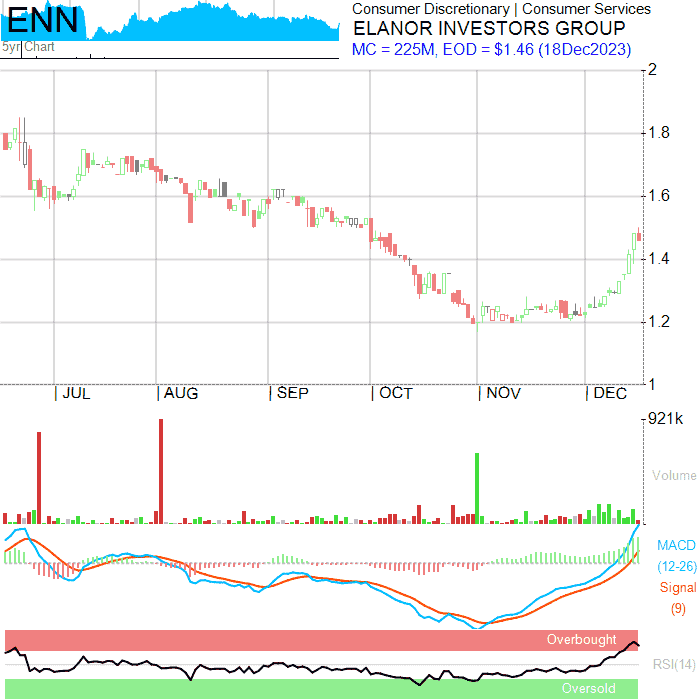 ENN
5yr Chart
Consumer Discretionary | Consumer Services
ELANOR INVESTORS GROUP
MC = 225M, EOD = $1.46 (18Dec2023)
2
1.8
1.6
1.4
1.2
1
JUL AUG SEP OCT NOV DEC
921k
Volume
MACD
(12-26)
Signal
(9)
Overbought
RSI(14)
Oversold